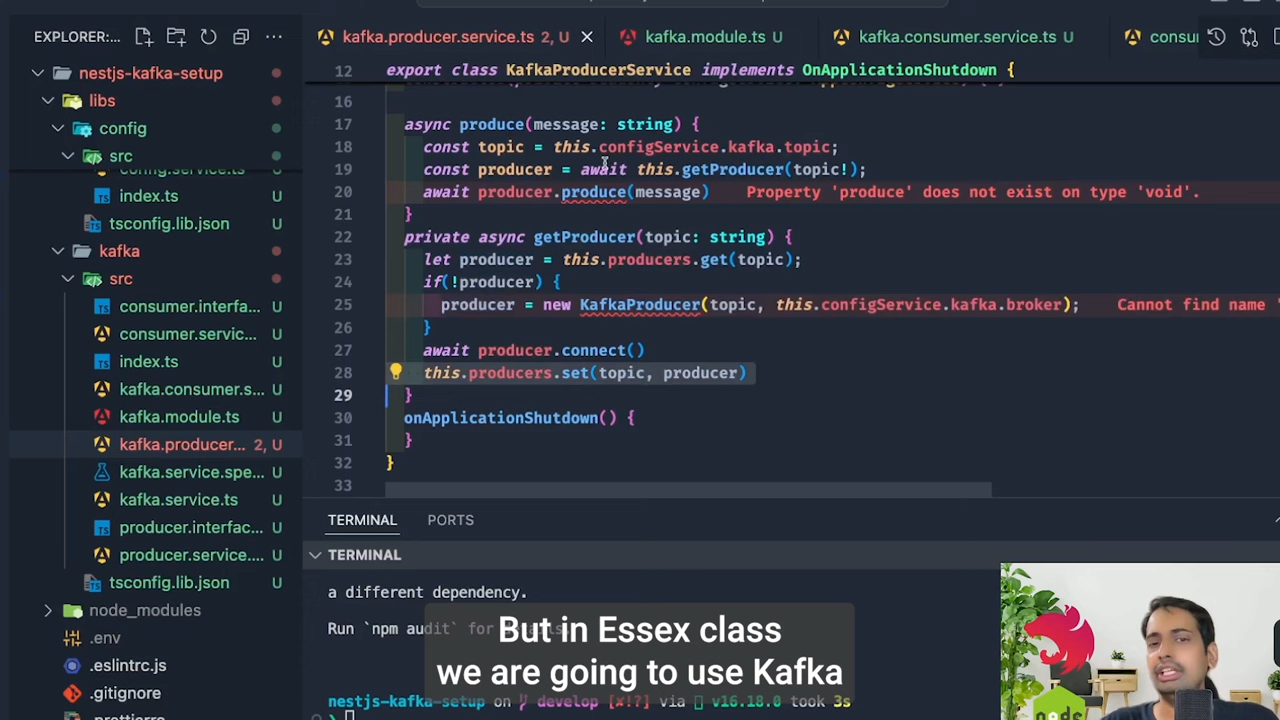 EXPLORER:...
nestjs-kafka-setup
libs
config
src
config.service.ts
index.ts U
tsconfig.lib.json U
kafka
src
consumer.interfa... U
consumer.servic... U
index.ts U
kafka.consumer.s... U
kafka.module.ts U
kafka.producer... 2, U
kafka.service.spe... U
kafka.service.ts U
producer.interfac... U
producer.service.... U
tsconfig.lib.json U
node_modules
.env
.eslintrc.js
.gitignore
kafka.producer.service.ts 2, U
kafka.module.ts U
kafka.consumer.service.ts U
consu
12 export class KafkaProducerService implements OnApplicationShutdown {
16
17 async produce(message: string) {
18 const topic = this.configService.kafka.topic;
19 const producer = await this.getProducer(topic!);
20 await producer.produce(message) Property 'produce' does not exist on type 'void'.
21 }
22 private async getProducer(topic: string) {
23 let producer = this.producers.get(topic);
24 if(!producer) {
25 producer = new KafkaProducer(topic, this.configService.kafka.broker); Cannot find name '
26 }
27 await producer.connect()
28 this.producers.set(topic, producer)
29 }
30 onApplicationShutdown() {
31 }
32 }
33
TERMINAL PORTS
TERMINAL
a different dependency.
Run `npm audit` for
nestjs-kafka-setup on develop [x!?] via v16.18.0 took 3s
But in Essex class
we are going to use Kafka